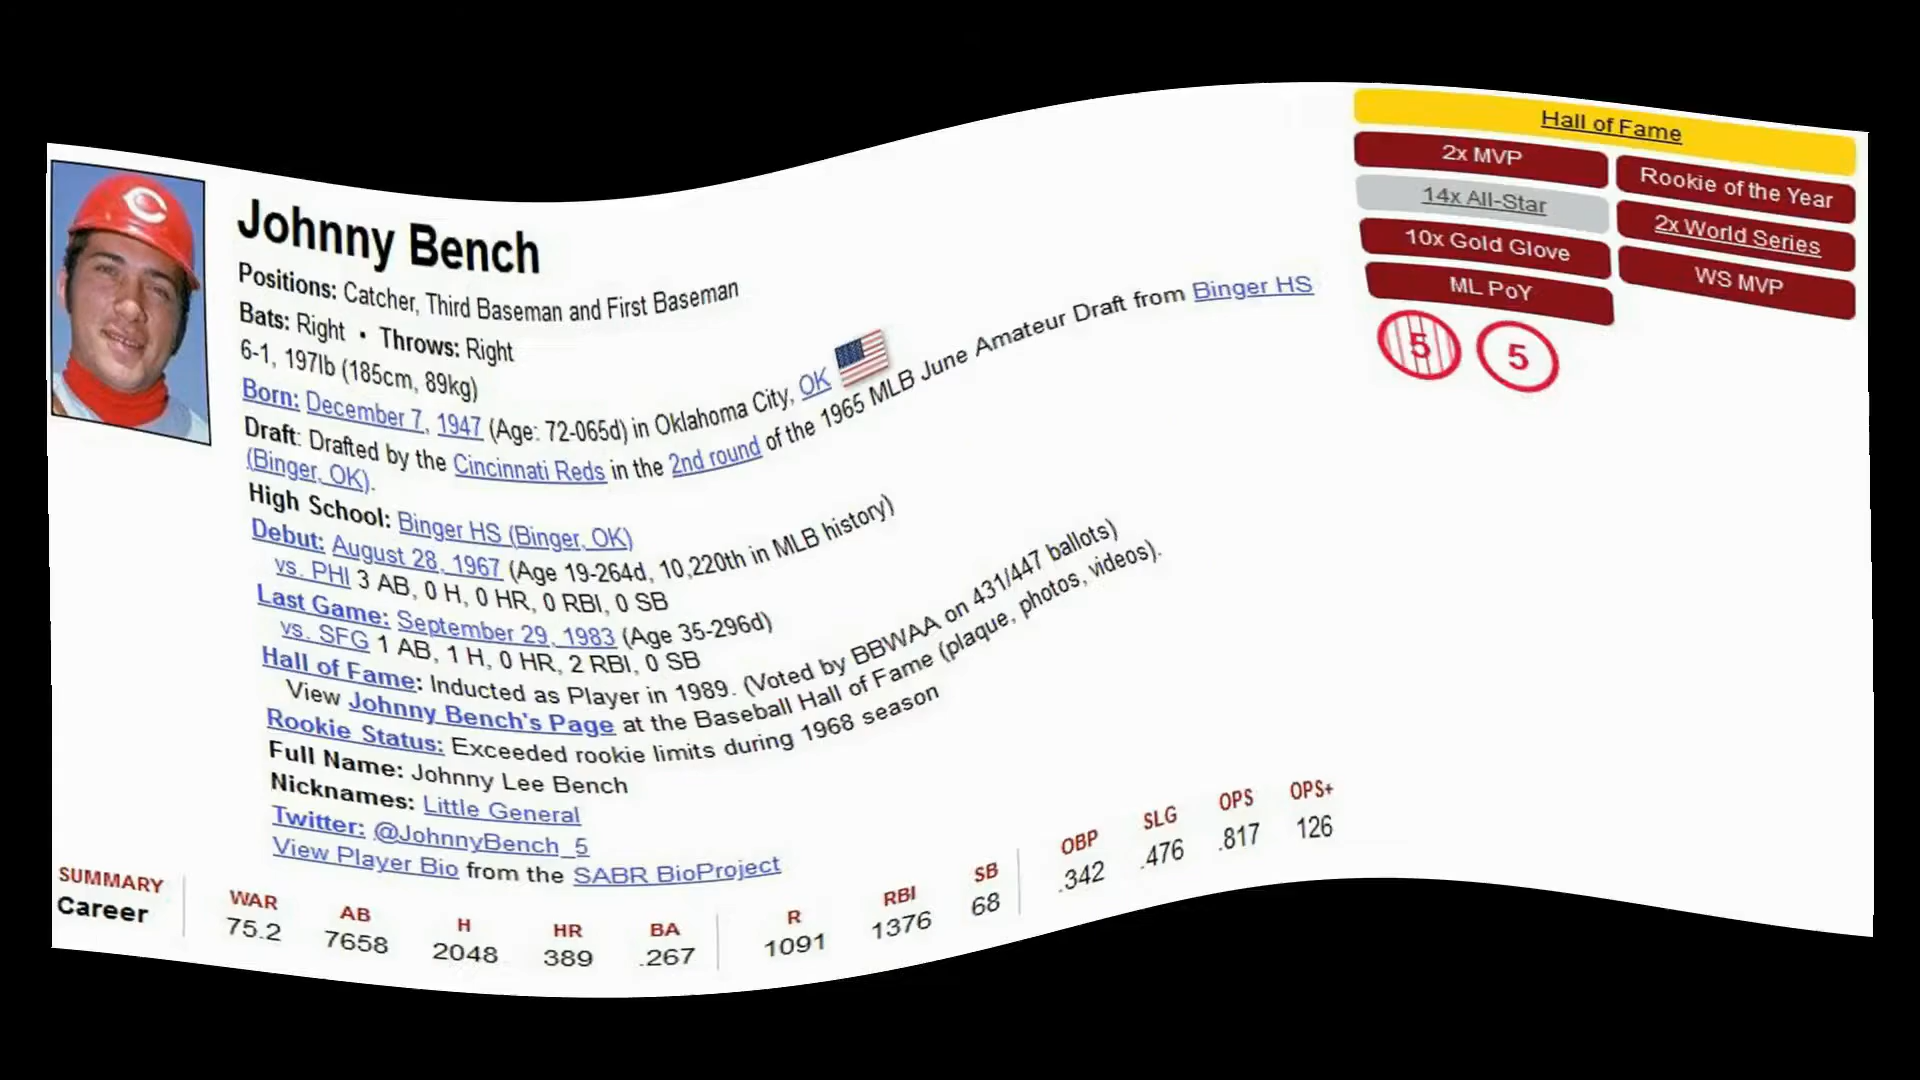 Johnny Bench
Positions: Catcher, Third Baseman and First Baseman
Bats: Right • Throws: Right
6-1, 197lb (185cm, 89kg)
Born: December 7, 1947 (Age: 72-065d) in Oklahoma City, OK
Draft: Drafted by the Cincinnati Reds in the 2nd round of the 1965 MLB June Amateur Draft from Binger HS
(Binger, OK).
High School: Binger HS (Binger, OK)
Debut: August 28, 1967 (Age 19-264d, 10,220th in MLB history)
vs. PHI 3 AB, 0 H, 0 HR, 0 RBI, 0 SB
Last Game: September 29, 1983 (Age 35-296d)
vs. SFG 1 AB, 1 H, 0 HR, 2 RBI, 0 SB
Hall of Fame: Inducted as Player in 1989. (Voted by BBWAA on 431/447 ballots)
View Johnny Bench's Page at the Baseball Hall of Fame (plaque, photos, videos).
Rookie Status: Exceeded rookie limits during 1968 season
Full Name: Johnny Lee Bench
Nicknames: Little General
Twitter: @JohnnyBench_5
View Player Bio from the SABR BioProject
Hall of Fame
2x MVP
Rookie of the Year
14x All-Star
2x World Series
10x Gold Glove
WS MVP
ML PoY
5 5
SUMMARY WAR AB H HR BA R RBI SB OBP SLG OPS OPS+
Career 75.2 7658 2048 389 .267 1091 1376 68 .342 .476 .817 126